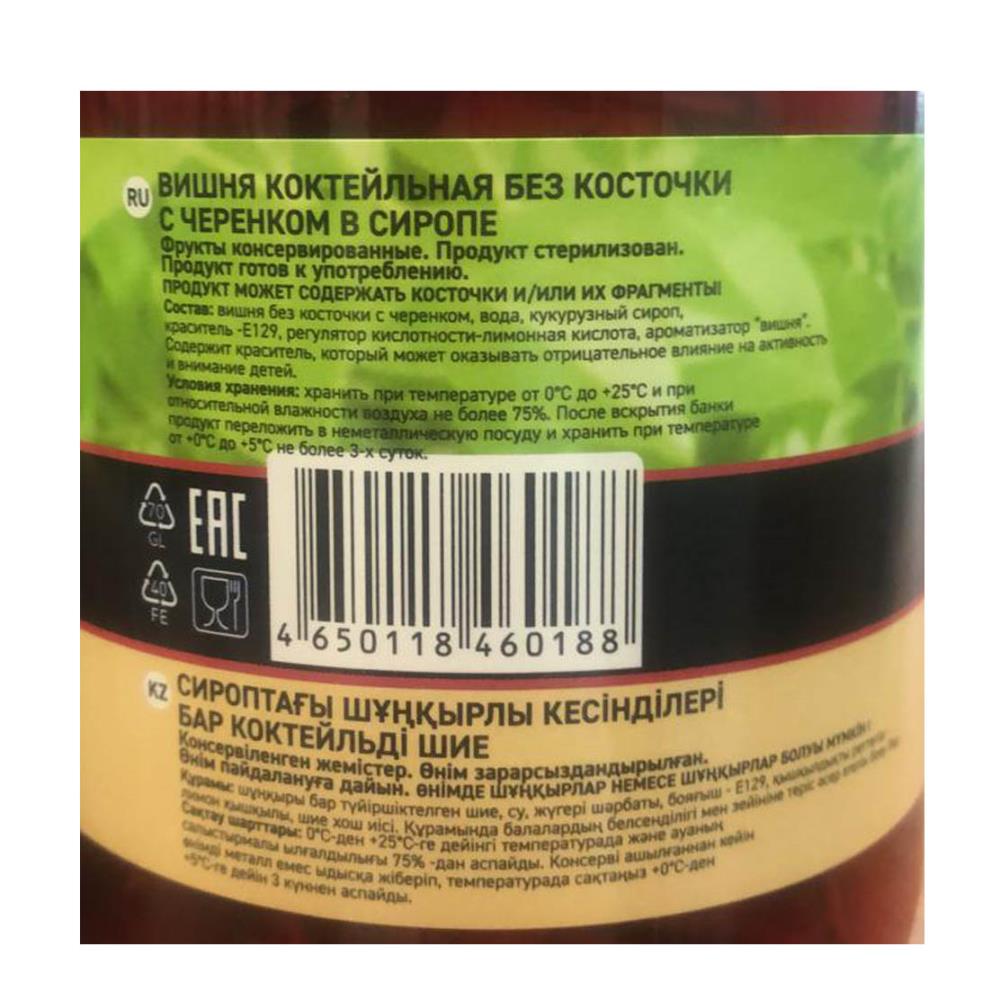 RU
ВИШНЯ КОКТЕЙЛЬНАЯ БЕЗ КОСТОЧКИ
С ЧЕРЕНКОМ В СИРОПЕ
Фрукты консервированные. Продукт стерилизован.
Продукт готов к употреблению.
ПРОДУКТ МОЖЕТ СОДЕРЖАТЬ КОСТОЧКИ И/ИЛИ ИХ ФРАГМЕНТЫ!
Состав: вишня без косточки с черенком, вода, кукурузный сироп,
краситель -Е129, регулятор кислотности-лимонная кислота, ароматизатор "вишня".
Содержит краситель, который может оказывать отрицательное влияние на активность
и внимание детей.
Условия хранения: хранить при температуре от 0°С до +25°С и при
относительной влажности воздуха не более 75%. После вскрытия банки
продукт переложить в неметаллическую посуду и хранить при температуре
от +0°С до +5°С не более 3-х суток.
70
GL
EAC
40
FE
4 650118 460188
KZ
СИРОПТАҒЫ ШҰҢҚЫРЛЫ КЕСІНДІЛЕРІ
БАР КОКТЕЙЛЬДІ ШИЕ
Консервіленген жемістер. Өнім зарарсыздандырылған.
Өнім пайдалануға дайын. ӨНІМДЕ ШҰҢҚЫРЛАР НЕМЕСЕ ШҰҢҚЫРЛАР БОЛУЫ МҮМКІН !
Құрамы: шұңқыры бар түйіршіктелген шие, су, жүгері шәрбаты, бояғыш - Е129, қышқылдықты реттегіш
лимон қышқылы, шие хош иісі. Құрамында балалардың белсенділігі мен зейініне теріс әсер
Сақтау шарттары: 0°С-ден +25°С-ге дейінгі температурада және ауаның
салыстырмалы ылғалдылығы 75% -дан аспайды. Консерві ашылғаннан кейін
өнімді металл емес ыдысқа жіберіп, температурада сақтаңыз +0°С-ден
+5°С-ге дейін 3 күннен аспайды.